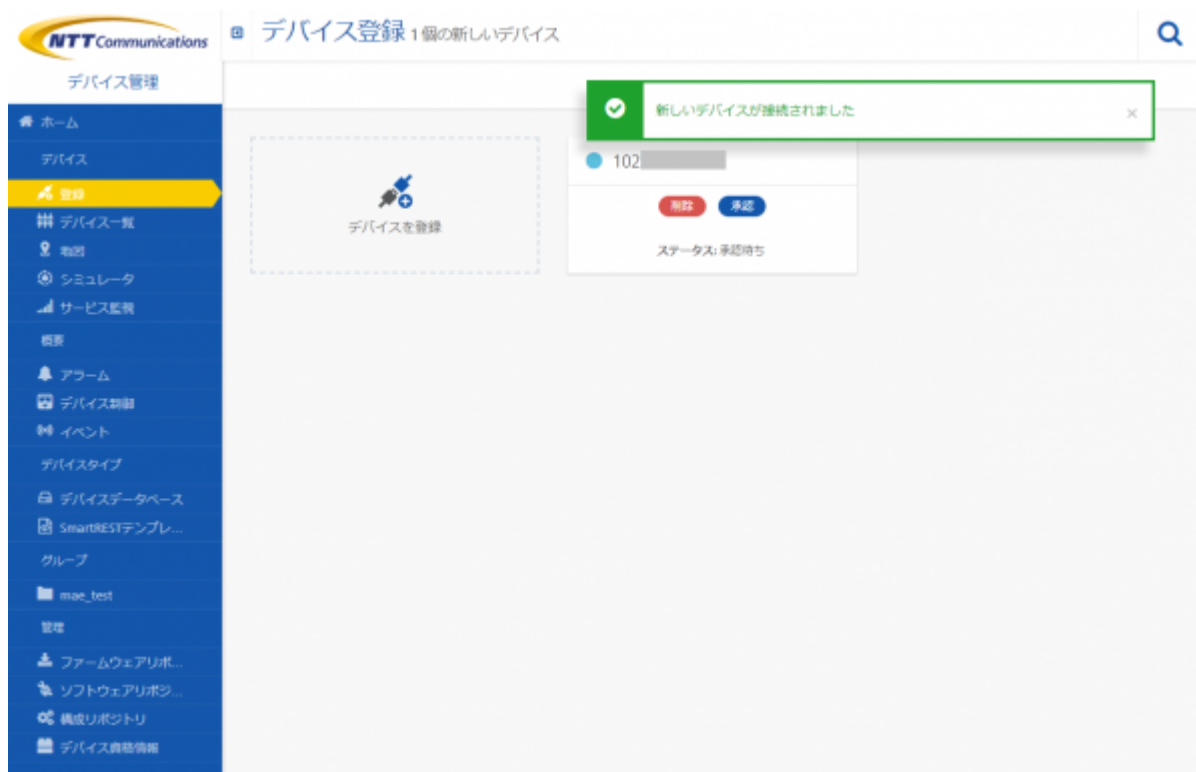 NTT Communications
デバイス管理
デバイス登録 1個の新しいデバイス
新しいデバイスが接続されました
×
ホーム
デバイス
登録
デバイス一覧
地図
シミュレータ
サービス監視
概要
アラーム
デバイス制御
イベント
デバイスタイプ
デバイスデータベース
SmartRESTテンプレ...
グループ
mae_test
管理
ファームウェアリポ...
ソフトウェアリポジ...
構成リポジトリ
デバイス資格情報
デバイスを登録
102
削除 承認
ステータス: 承認待ち